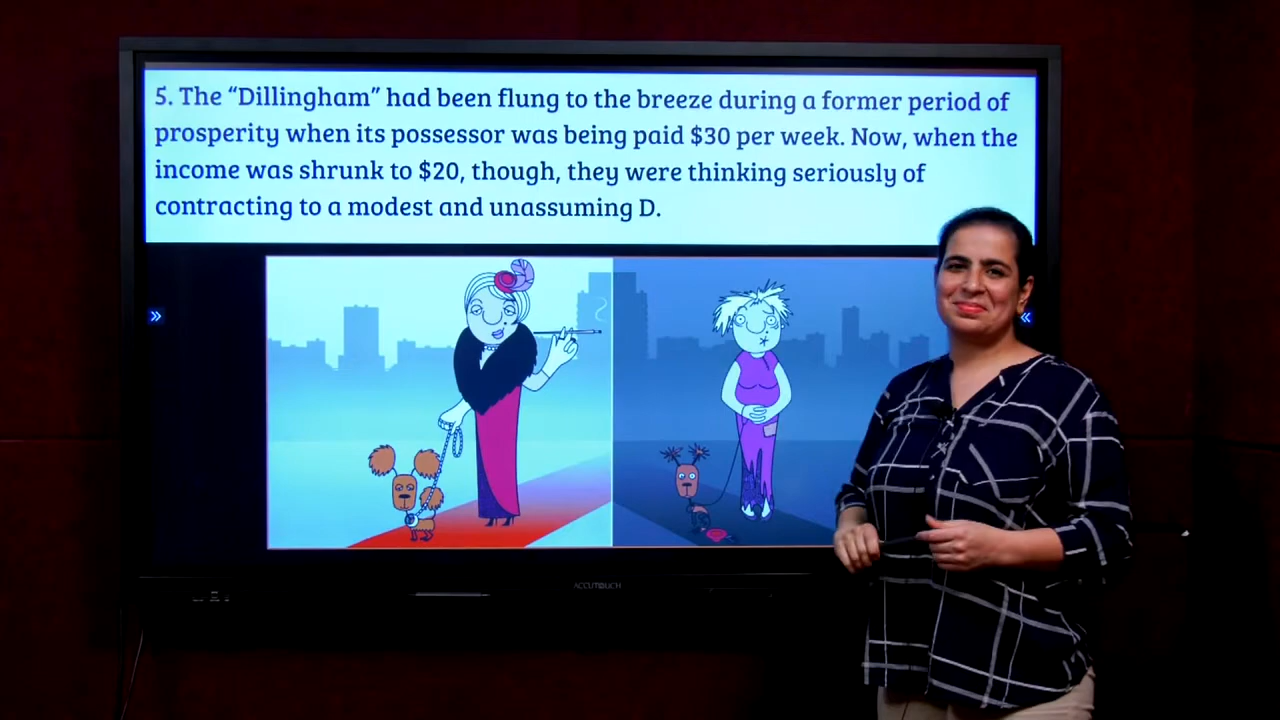 5. The “Dillingham” had been flung to the breeze during a former period of
prosperity when its possessor was being paid $30 per week. Now, when the
income was shrunk to $20, though, they were thinking seriously of
contracting to a modest and unassuming D.
ACCUTOUCH